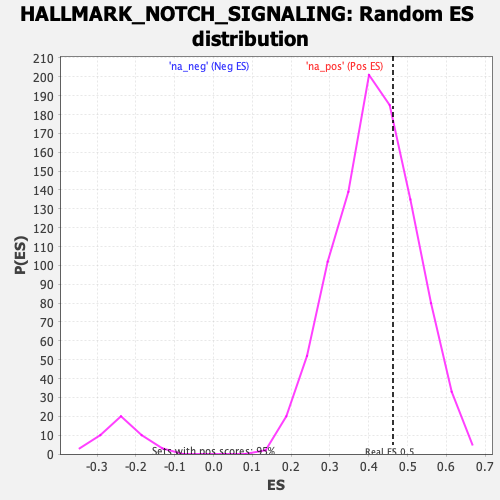 HALLMARK_NOTCH_SIGNALING: Random ES
distribution
'na_neg' (Neg ES)
'na_pos' (Pos ES)
210
200
190
180
170
160
150
140
130
120
110
100
90
80
70
60
50
40
30
20
10
0
P(ES)
Sets with pos scores: 95%
Real ES 0.5
-0.3 -0.2 -0.1 0.0 0.1 0.2 0.3 0.4 0.5 0.6 0.7
ES